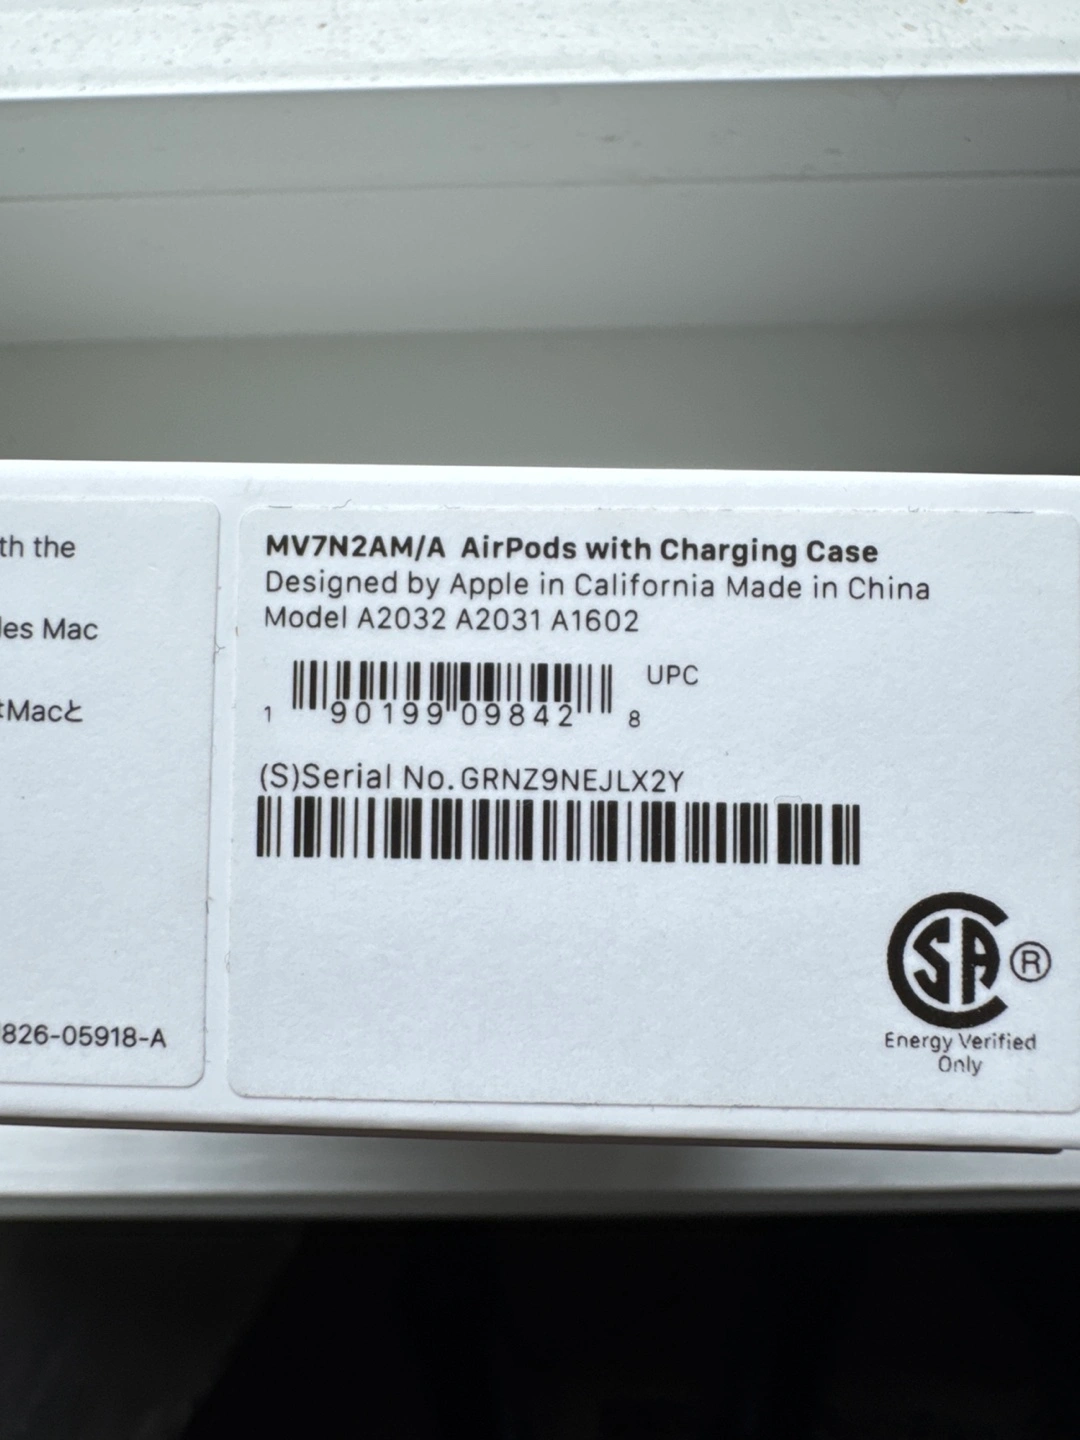 th the
les Mac
Macと
826-05918-A
MV7N2AM/A AirPods with Charging Case
Designed by Apple in California Made in China
Model A2032 A2031 A1602
UPC
1 90199 09842 8
(S)Serial No. GRNZ9NEJLX2Y
CSA ®
Energy Verified
Only